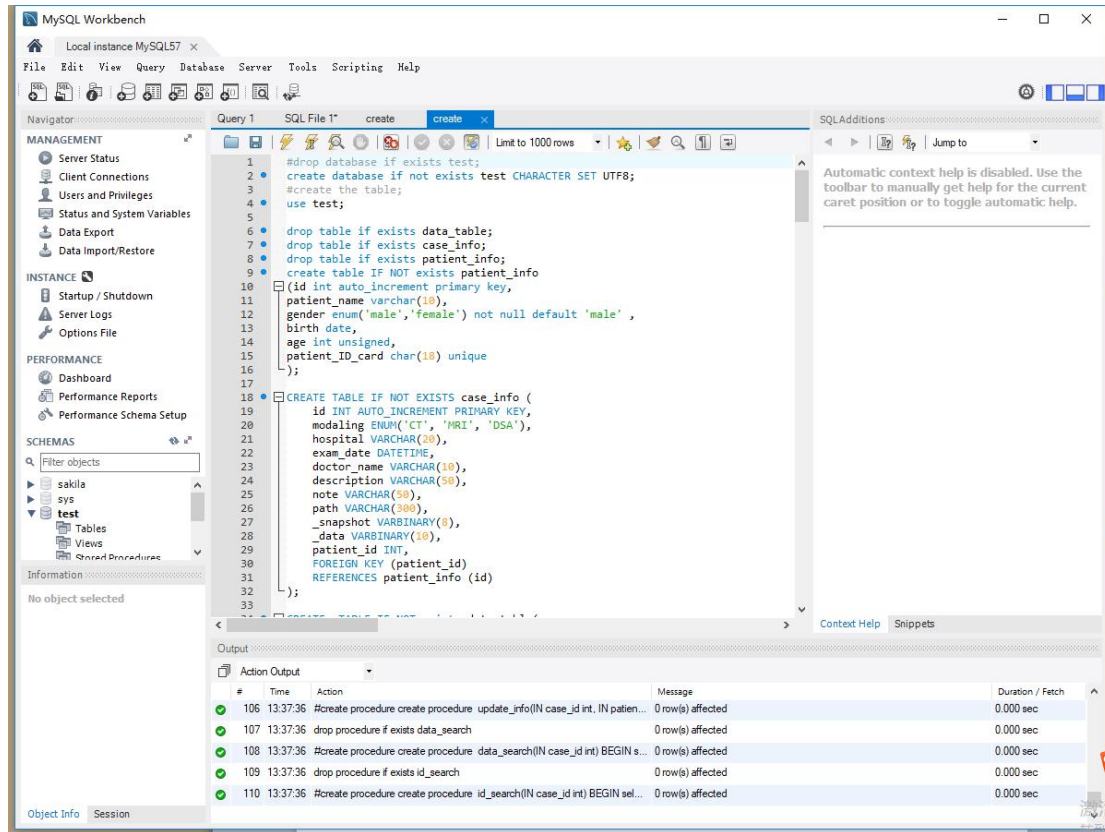 MySQL Workbench
Local instance MySQL57
File Edit View Query Database Server Tools Scripting Help
Navigator
MANAGEMENT
Server Status
Client Connections
Users and Privileges
Status and System Variables
Data Export
Data Import/Restore
INSTANCE
Startup / Shutdown
Server Logs
Options File
PERFORMANCE
Dashboard
Performance Reports
Performance Schema Setup
SCHEMAS
Filter objects
sakila
sys
test
Tables
Views
Stored Procedures
Information
No object selected
Object Info Session
Query 1 SQL File 1* create create
Limit to 1000 rows
1 #drop database if exists test;
2 create database if not exists test CHARACTER SET UTF8;
3 #create the table;
4 use test;
5
6 drop table if exists data_table;
7 drop table if exists case_info;
8 drop table if exists patient_info;
9 create table IF NOT exists patient_info
10 (id int auto_increment primary key,
11 patient_name varchar(10),
12 gender enum('male','female') not null default 'male' ,
13 birth date,
14 age int unsigned,
15 patient_ID_card char(18) unique
16 );
17
18 CREATE TABLE IF NOT EXISTS case_info (
19 id INT AUTO_INCREMENT PRIMARY KEY,
20 modaling ENUM('CT', 'MRI', 'DSA'),
21 hospital VARCHAR(20),
22 exam_date DATETIME,
23 doctor_name VARCHAR(10),
24 description VARCHAR(50),
25 note VARCHAR(50),
26 path VARCHAR(300),
27 _snapshot VARBINARY(8),
28 _data VARBINARY(10),
29 patient_id INT,
30 FOREIGN KEY (patient_id)
31 REFERENCES patient_info (id)
32 );
33
SQLAdditions
Jump to
Automatic context help is disabled. Use the
toolbar to manually get help for the current
caret position or to toggle automatic help.
Context Help Snippets
Output
Action Output
# Time Action Message Duration / Fetch
106 13:37:36 #create procedure create procedure update_info(IN case_id int, IN patien... 0 row(s) affected 0.000 sec
107 13:37:36 drop procedure if exists data_search 0 row(s) affected 0.000 sec
108 13:37:36 #create procedure create procedure data_search(IN case_id int) BEGIN s... 0 row(s) affected 0.000 sec
109 13:37:36 drop procedure if exists id_search 0 row(s) affected 0.000 sec
110 13:37:36 #create procedure create procedure id_search(IN case_id int) BEGIN sel... 0 row(s) affected 0.000 sec